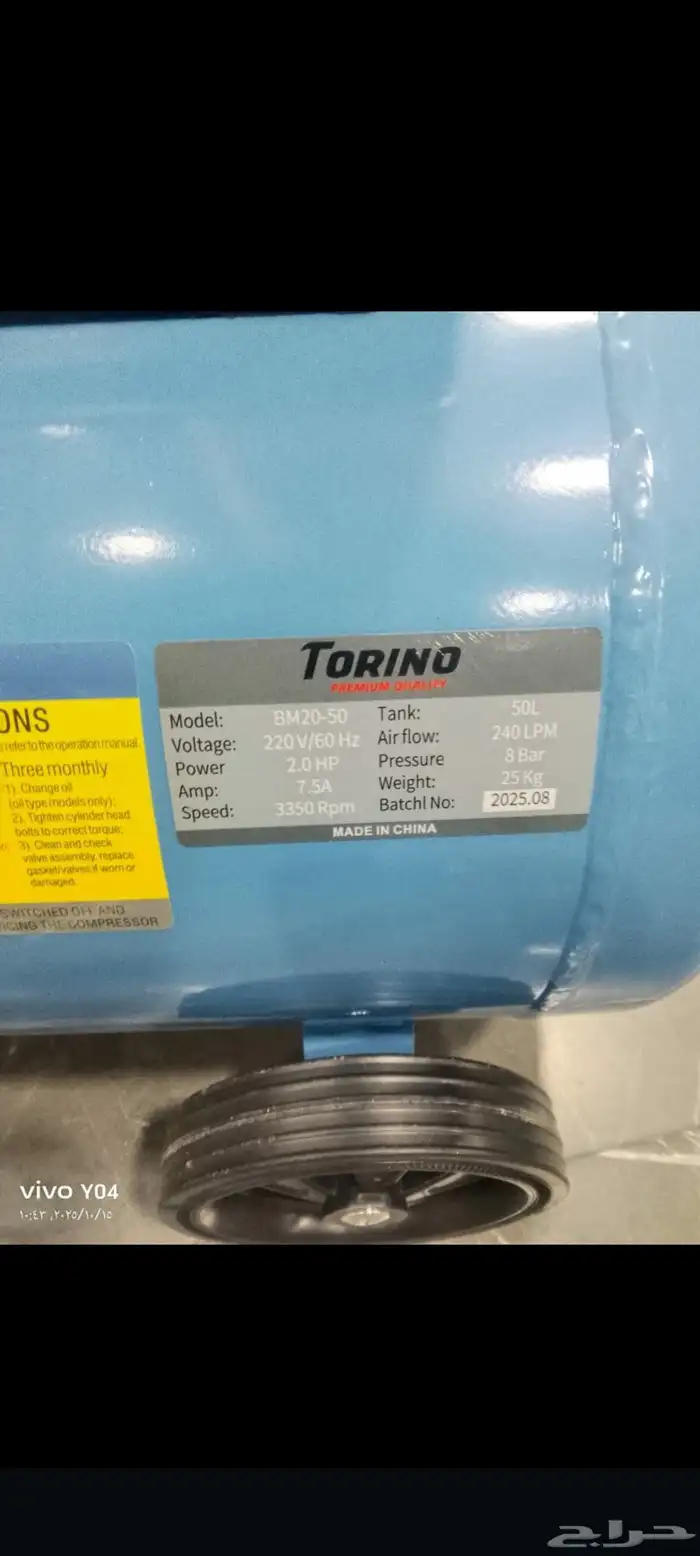 TORINO
PREMIUM QUALITY
Model: BM20-50 Tank: 50L
Voltage: 220V/60Hz Airflow: 240 LPM
Power 2.0 HP Pressure 8 Bar
Amp: 7.5A Weight: 25 Kg
Speed: 3350 Rpm Batchl No: 2025.08
MADE IN CHINA
ONS
refer to the operation manual.
Three monthly
1). Change oil
(oil type models only);
2). Tighten cylinder head
bolts to correct torque;
3). Clean and check
valve assembly, replace
gasket/valves if worn or
damaged.
SWITCHED OFF AND
ICING THE COMPRESSOR
vivo Y04
٢٠٢٥/١٠/١٥, ١٠:٤٣
حراج